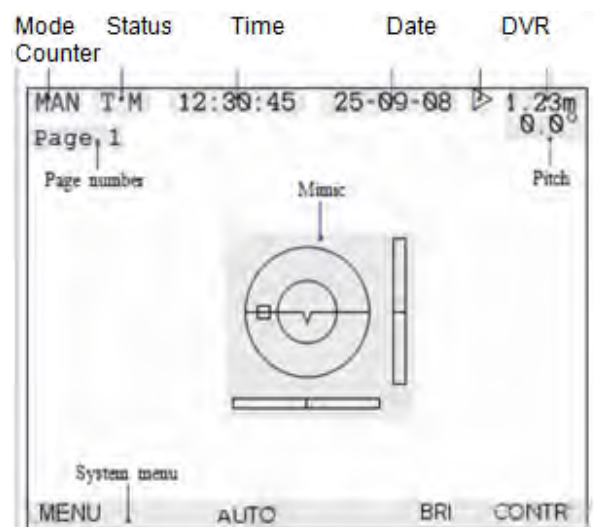 Mode Status Time Date DVR
Counter
MAN T·M 12:30:45 25-09-08 ▷ 1.23m
0.0°
Page 1
Page number
Pitch
Mimic
System menu
MENU AUTO BRI CONTR